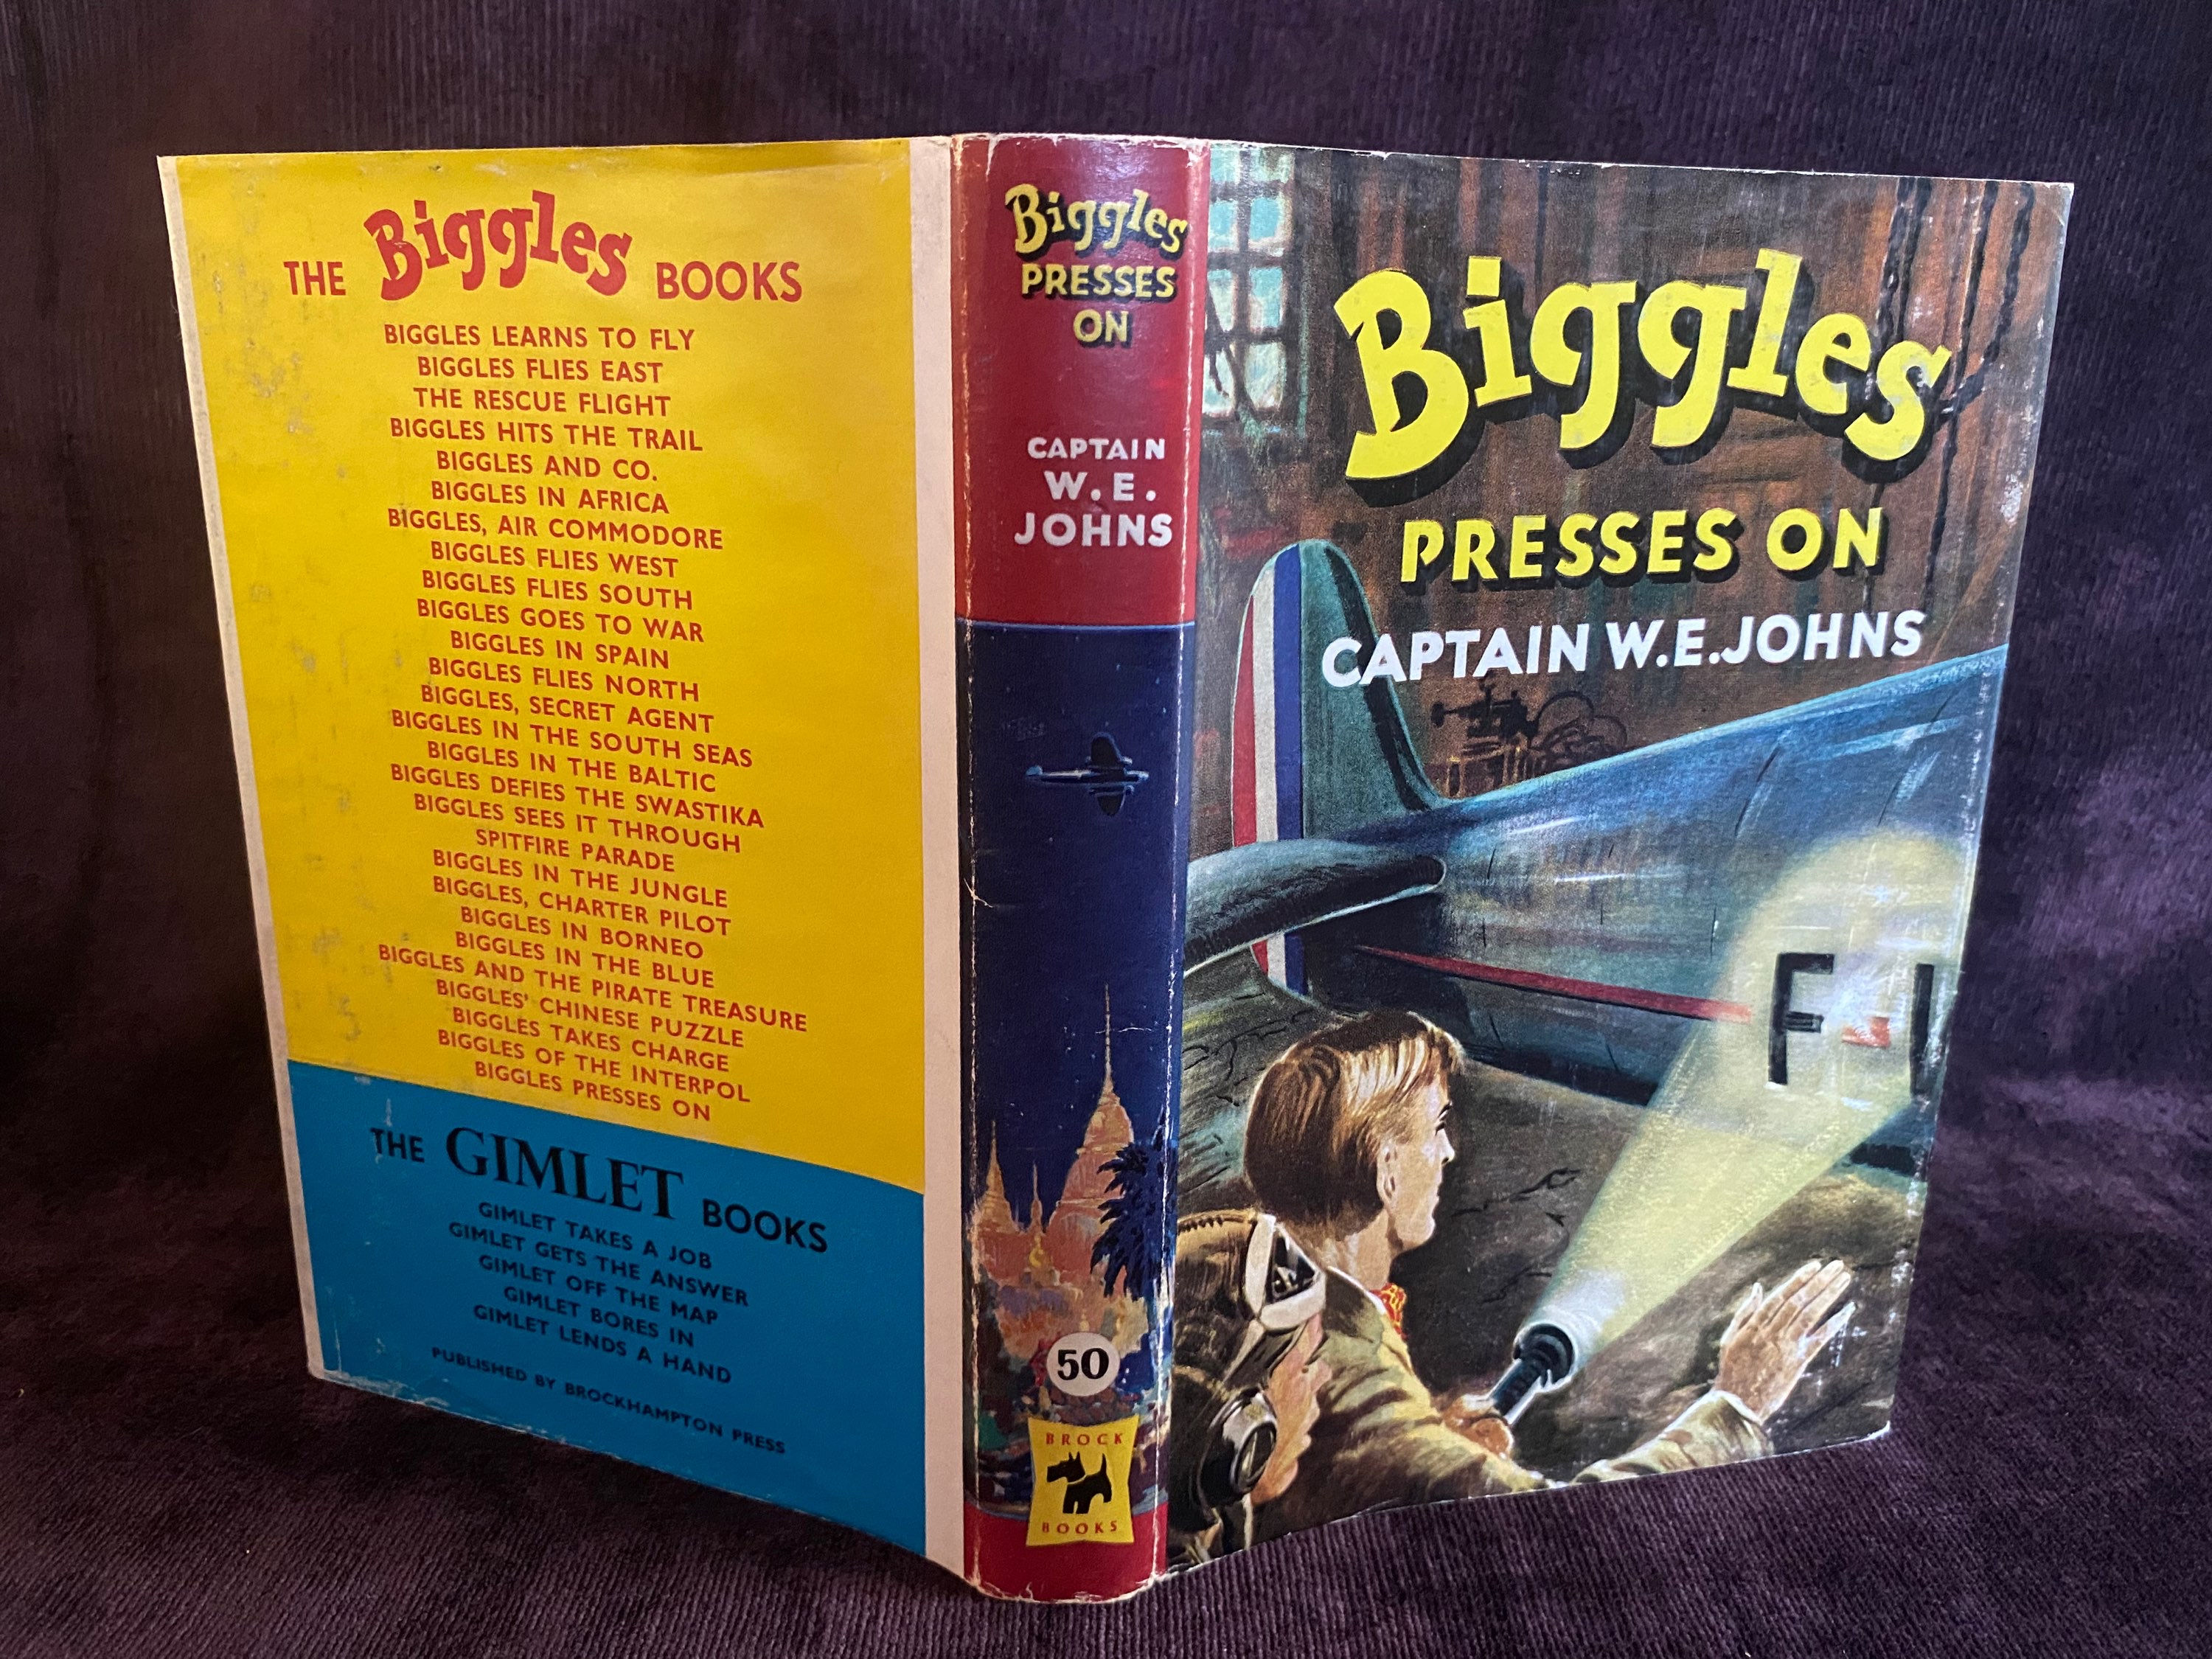 THE Biggles BOOKS
BIGGLES LEARNS TO FLY
BIGGLES FLIES EAST
THE RESCUE FLIGHT
BIGGLES HITS THE TRAIL
BIGGLES AND CO.
BIGGLES IN AFRICA
BIGGLES, AIR COMMODORE
BIGGLES FLIES WEST
BIGGLES FLIES SOUTH
BIGGLES GOES TO WAR
BIGGLES IN SPAIN
BIGGLES FLIES NORTH
BIGGLES, SECRET AGENT
BIGGLES IN THE SOUTH SEAS
BIGGLES IN THE BALTIC
BIGGLES DEFIES THE SWASTIKA
BIGGLES SEES IT THROUGH
SPITFIRE PARADE
BIGGLES IN THE JUNGLE
BIGGLES, CHARTER PILOT
BIGGLES IN BORNEO
BIGGLES IN THE BLUE
BIGGLES AND THE PIRATE TREASURE
BIGGLES' CHINESE PUZZLE
BIGGLES TAKES CHARGE
BIGGLES OF THE INTERPOL
BIGGLES PRESSES ON
THE GIMLET BOOKS
GIMLET TAKES A JOB
GIMLET GETS THE ANSWER
GIMLET OFF THE MAP
GIMLET BORES IN
GIMLET LENDS A HAND
PUBLISHED BY BROCKHAMPTON PRESS
Biggles
PRESSES
ON
CAPTAIN
W. E.
JOHNS
50
BROCK
BOOKS
Biggles
PRESSES ON
CAPTAIN W.E.JOHNS
F-I